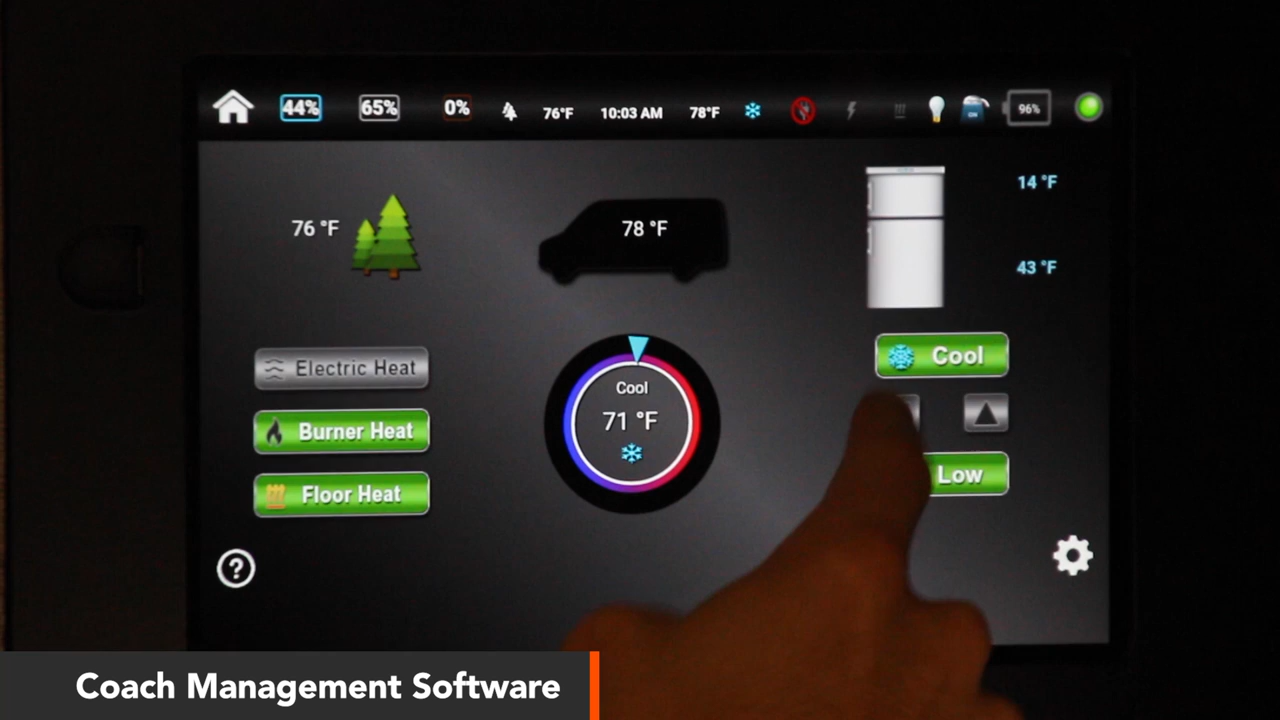 44% 65% 0% 76°F 10:03 AM 78°F ON 96%
76 °F
78 °F
14 °F
43 °F
Electric Heat
Burner Heat
Floor Heat
Cool
71 °F
Cool
Low
?
Coach Management Software